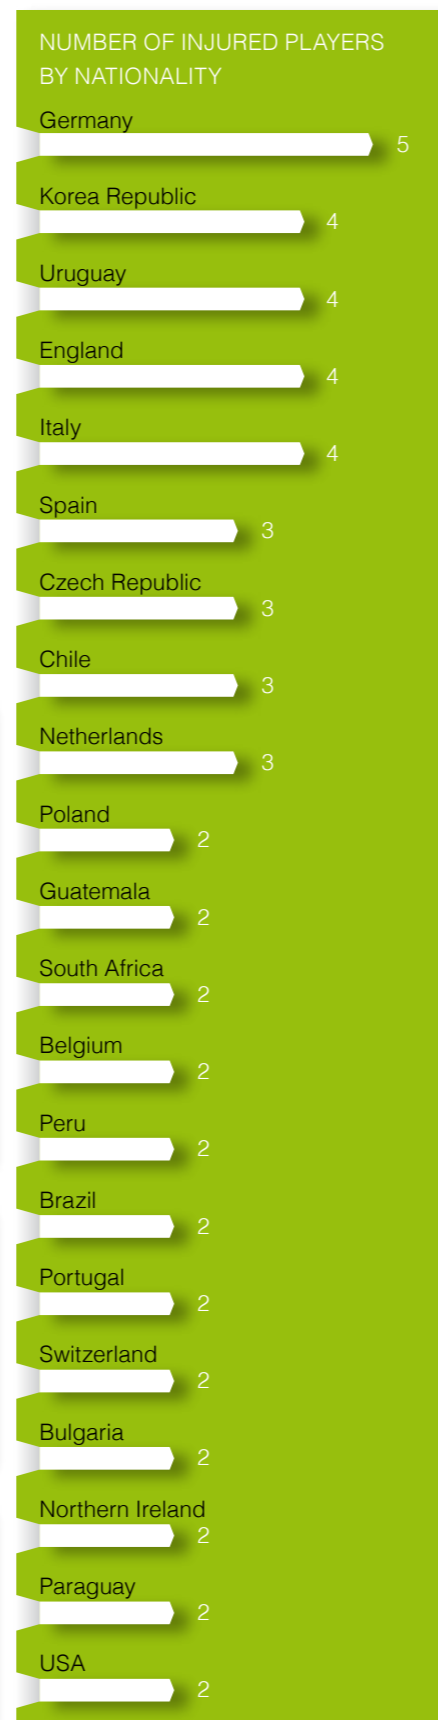 NUMBER OF INJURED PLAYERS
BY NATIONALITY
Germany
5
Korea Republic
4
Uruguay
4
England
4
Italy
4
Spain
3
Czech Republic
3
Chile
3
Netherlands
3
Poland
2
Guatemala
2
South Africa
2
Belgium
2
Peru
2
Brazil
2
Portugal
2
Switzerland
2
Bulgaria
2
Northern Ireland
2
Paraguay
2
USA
2